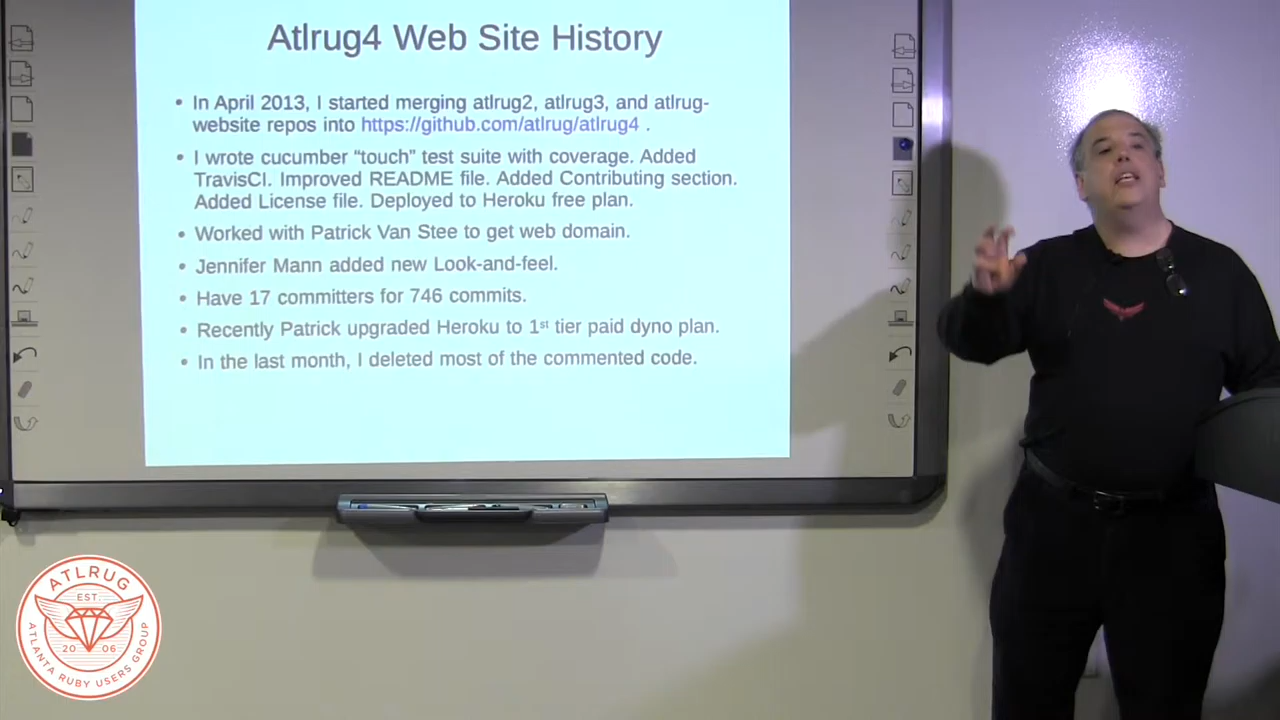 Atlrug4 Web Site History
• In April 2013, I started merging atlrug2, atlrug3, and atlrug-
website repos into https://github.com/atlrug/atlrug4 .
• I wrote cucumber “touch” test suite with coverage. Added
TravisCI. Improved README file. Added Contributing section.
Added License file. Deployed to Heroku free plan.
• Worked with Patrick Van Stee to get web domain.
• Jennifer Mann added new Look-and-feel.
• Have 17 committers for 746 commits.
• Recently Patrick upgraded Heroku to 1st tier paid dyno plan.
• In the last month, I deleted most of the commented code.
ATLRUG
EST.
2006
ATLANTA RUBY USERS GROUP